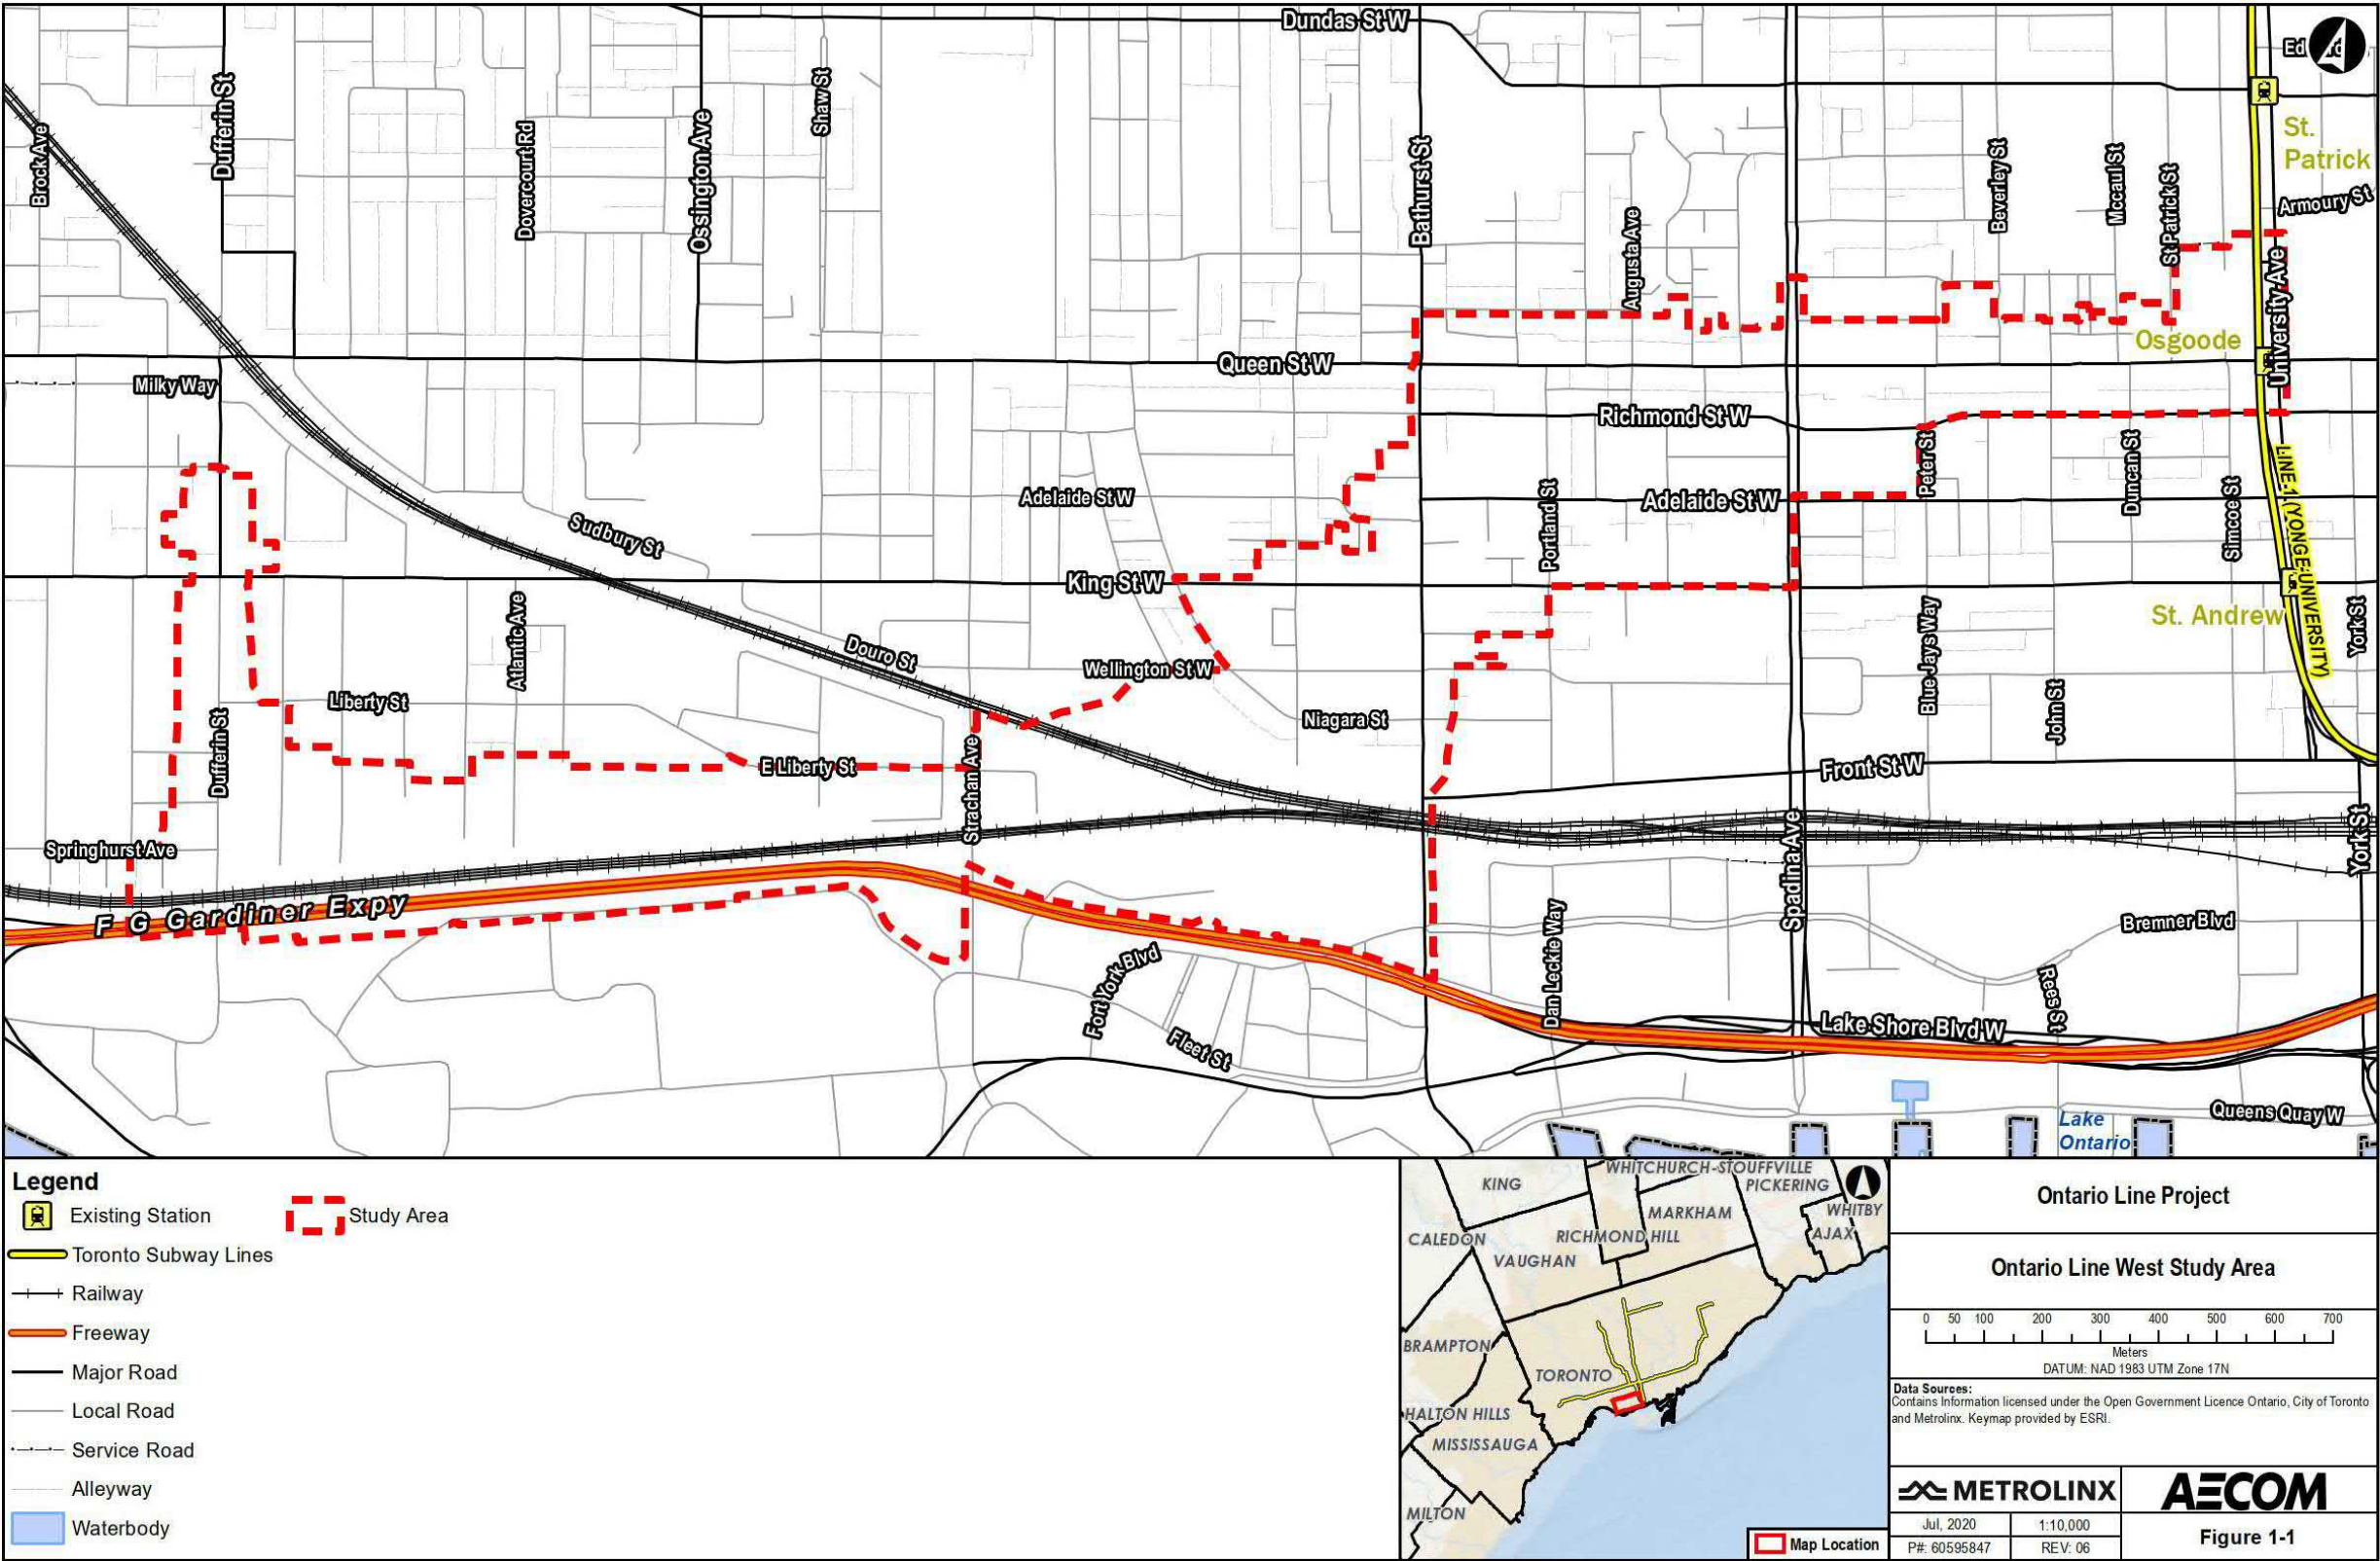 Dundas St W
Ed
St.
Patrick
Armoury St
Brock Ave
Dufferin St
Dovercourt Rd
Ossington Ave
Shaw St
Bathurst St
Augusta Ave
Beverley St
Mccaul St
St Patrick St
University Ave
Osgoode
Queen St W
Milky Way
Richmond St W
Peter St
Duncan St
Simcoe St
LINE 1 (YONGE-UNIVERSITY)
Adelaide St W
Portland St
Adelaide St W
Sudbury St
King St W
Atlantic Ave
Blue Jays Way
St. Andrew
York St
Douro St
Wellington St W
Liberty St
Dufferin St
Niagara St
John St
E Liberty St
Strachan Ave
Front St W
Springhurst Ave
Spadina Ave
York St
F G Gardiner Expy
Bremner Blvd
Fort York Blvd
Dan Leckie Way
Rees St
Fleet St
Lake Shore Blvd W
Queens Quay W
Lake
Ontario
Legend
Existing Station
Study Area
Toronto Subway Lines
Railway
Freeway
Major Road
Local Road
Service Road
Alleyway
Waterbody
WHITCHURCH-STOUFFVILLE
KING
PICKERING
MARKHAM
WHITBY
CALEDON
RICHMOND HILL
AJAX
VAUGHAN
BRAMPTON
TORONTO
HALTON HILLS
MISSISSAUGA
MILTON
Map Location
Ontario Line Project
Ontario Line West Study Area
0 50 100 200 300 400 500 600 700
Meters
DATUM: NAD 1983 UTM Zone 17N
Data Sources:
Contains Information licensed under the Open Government Licence Ontario, City of Toronto
and Metrolinx. Keymap provided by ESRI.
METROLINX
AECOM
Jul, 2020
1:10,000
P#: 60595847
REV: 06
Figure 1-1